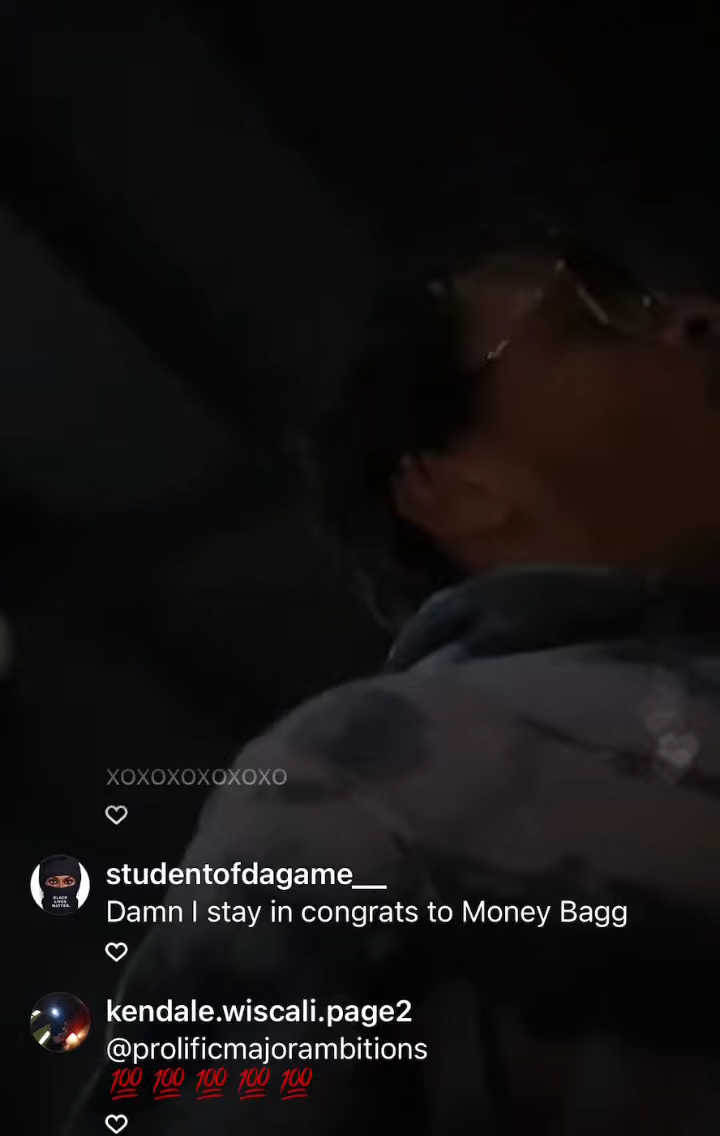 xoxoxoxoxoxo
studentofdagame__
Damn I stay in congrats to Money Bagg
kendale.wiscali.page2
@prolificmajorambitions
💯 💯 💯 💯 💯